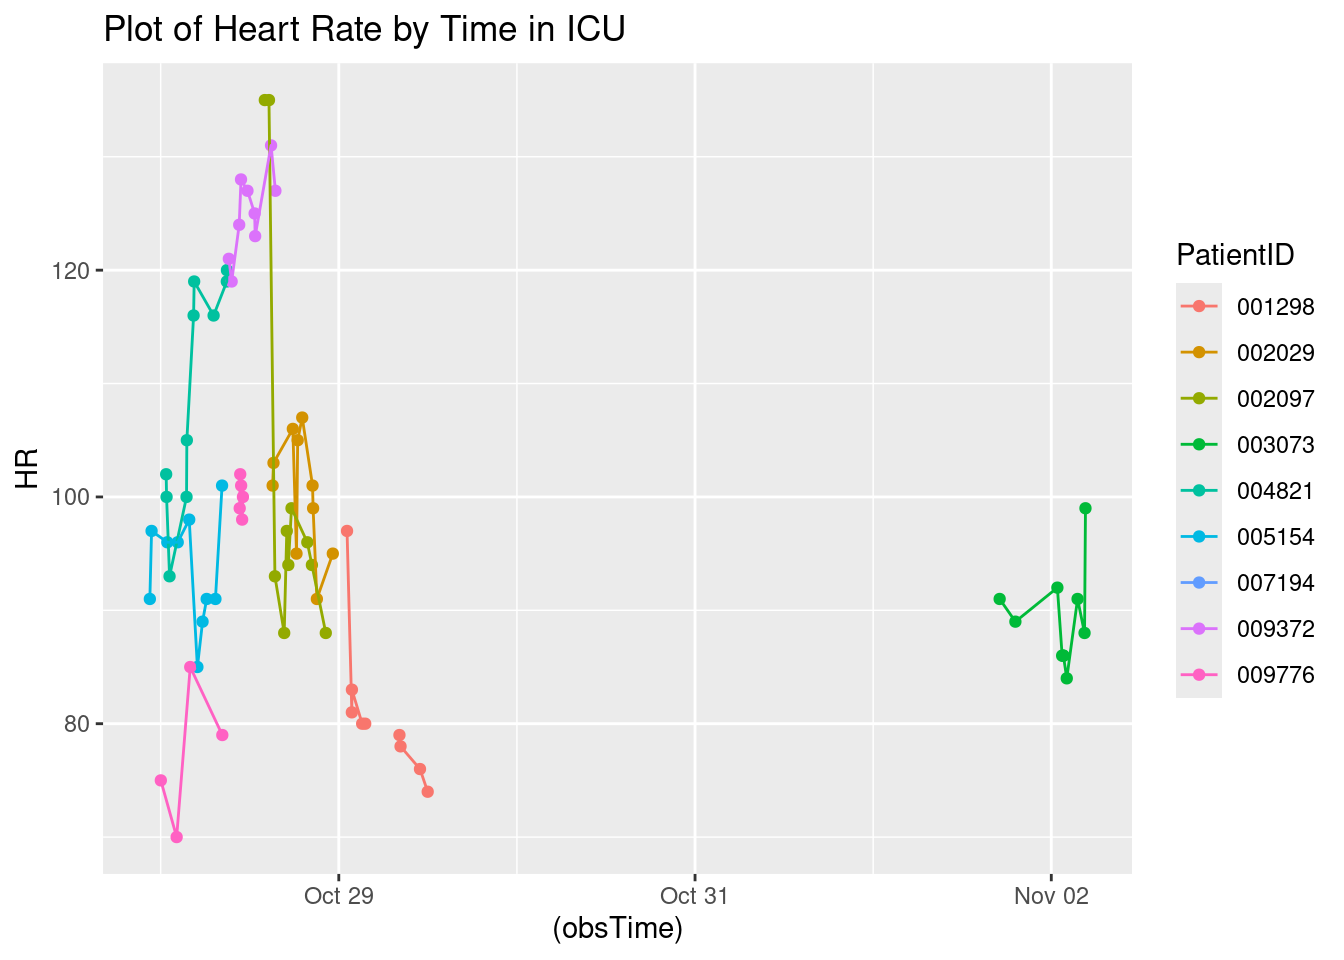 Plot of Heart Rate by Time in ICU
HR
120
100
80
Oct 29
Oct 31
Nov 02
(obsTime)
PatientID
001298
002029
002097
003073
004821
005154
007194
009372
009776